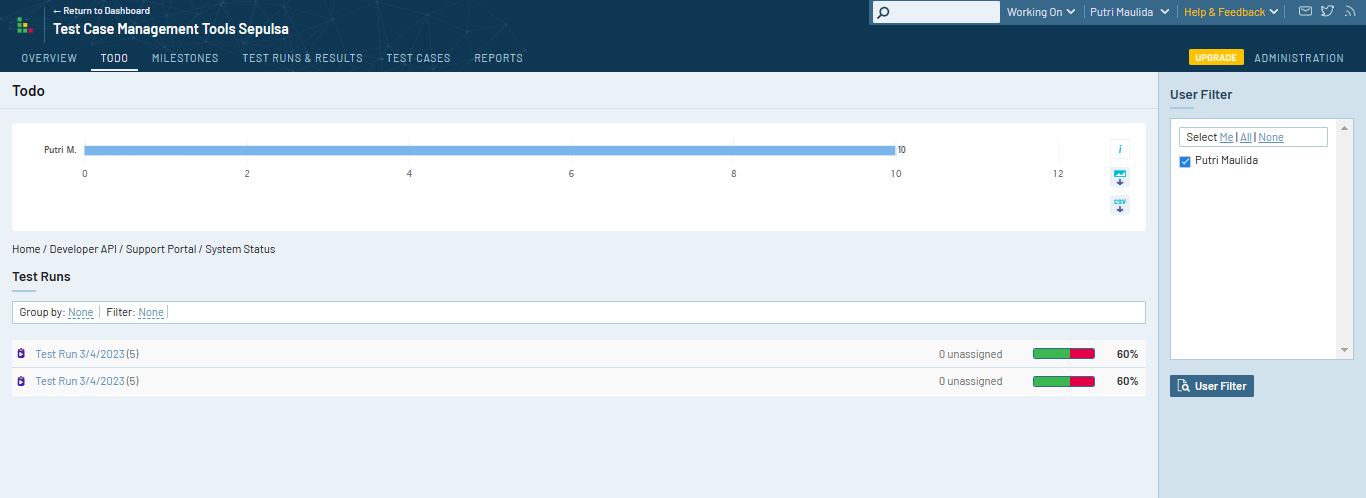 ← Return to Dashboard
Test Case Management Tools Sepulsa
Working On
Putri Maulida
Help & Feedback
OVERVIEW TODO MILESTONES TEST RUNS & RESULTS TEST CASES REPORTS
UPGRADE ADMINISTRATION
Todo
Putri M.
10
0 2 4 6 8 10 12
i
CSV
Home / Developer API / Support Portal / System Status
Test Runs
Group by: None Filter: None
Test Run 3/4/2023 (5) 0 unassigned 60%
Test Run 3/4/2023 (5) 0 unassigned 60%
User Filter
Select Me | All | None
Putri Maulida
User Filter